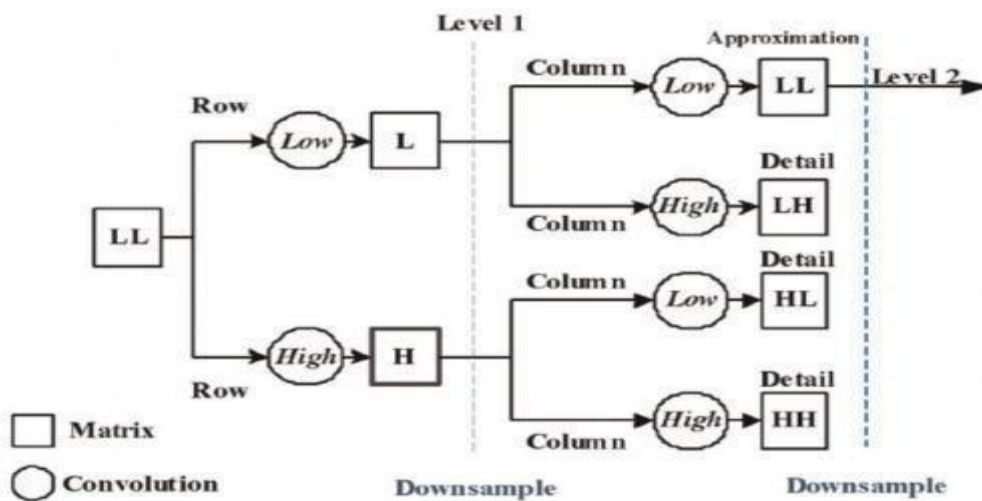 Level 1
Approximation
Column
Low
LL
Level 2
Row
Low
L
Detail
High
LH
Column
LL
Detail
Column
Low
HL
High
H
Row
Detail
High
HH
Column
Matrix
Convolution
Downsample
Downsample